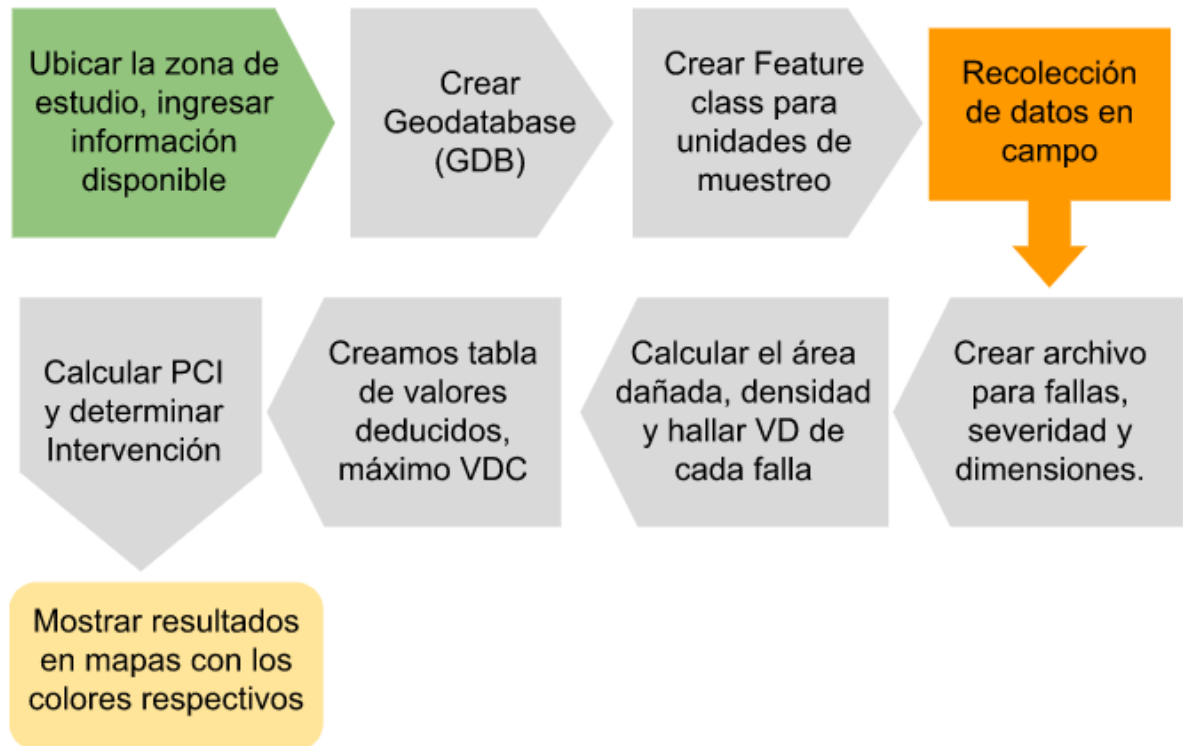 Ubicar la zona de
estudio, ingresar
información
disponible
Crear
Geodatabase
(GDB)
Crear Feature
class para
unidades de
muestreo
Recolección
de datos en
campo
Crear archivo
para fallas,
severidad y
dimensiones.
Calcular el área
dañada, densidad
y hallar VD de
cada falla
Creamos tabla
de valores
deducidos,
máximo VDC
Calcular PCI
y determinar
Intervención
Mostrar resultados
en mapas con los
colores respectivos